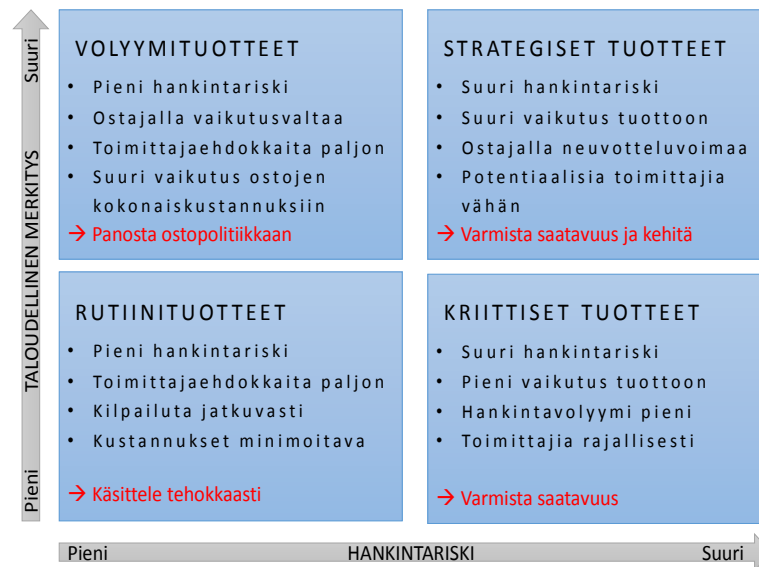 Suuri
TALOUDELLINEN MERKITYS
Pieni
VOLYYMITUOTTEET
• Pieni hankintariski
• Ostajalla vaikutusvaltaa
• Toimittajaehdokkaita paljon
• Suuri vaikutus ostojen
kokonaiskustannuksiin
→ Panosta ostopolitiikkaan
STRATEGISET TUOTTEET
• Suuri hankintariski
• Suuri vaikutus tuottoon
• Ostajalla neuvotteluvoimaa
• Potentiaalisia toimittajia
vähän
→ Varmista saatavuus ja kehitä
RUTIINITUOTTEET
• Pieni hankintariski
• Toimittajaehdokkaita paljon
• Kilpailuta jatkuvasti
• Kustannukset minimoitava
→ Käsittele tehokkaasti
KRIITTISET TUOTTEET
• Suuri hankintariski
• Pieni vaikutus tuottoon
• Hankintavolyymi pieni
• Toimittajia rajallisesti
→ Varmista saatavuus
Pieni HANKINTARISKI Suuri